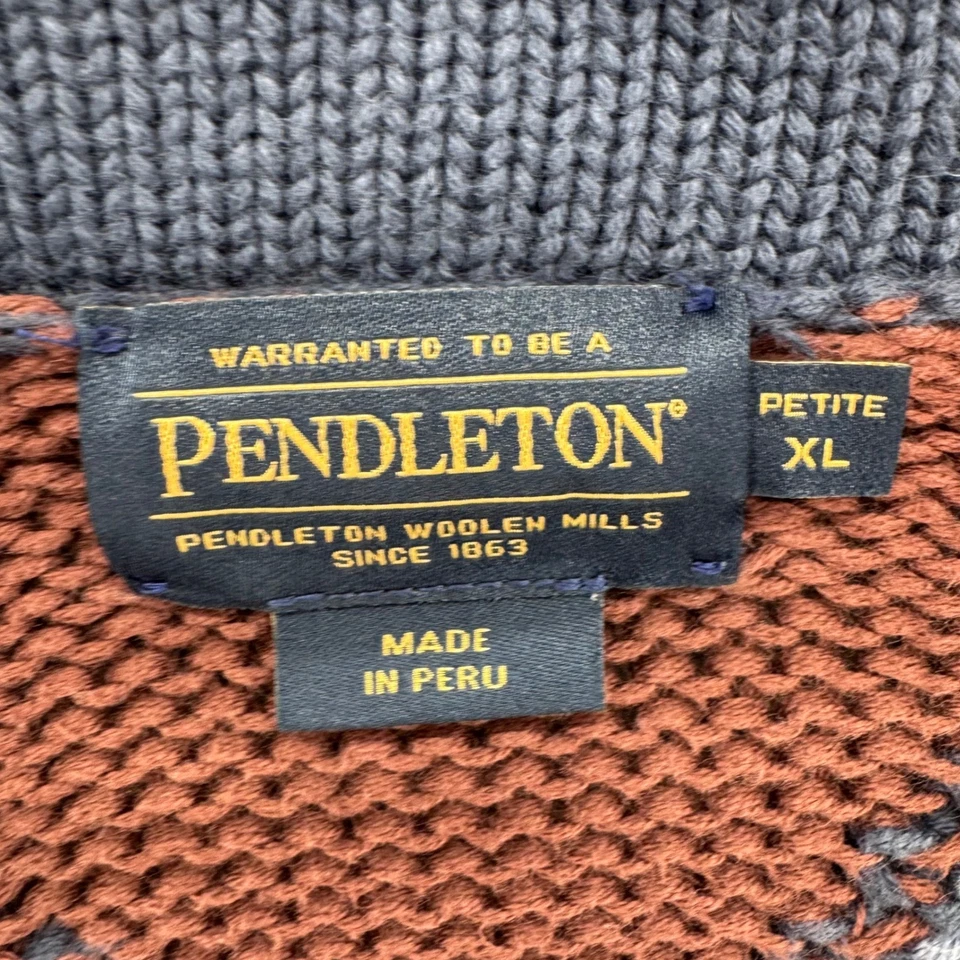 WARRANTED TO BE A
PENDLETON®
PENDLETON WOOLEN MILLS
SINCE 1863
PETITE
XL
MADE
IN PERU